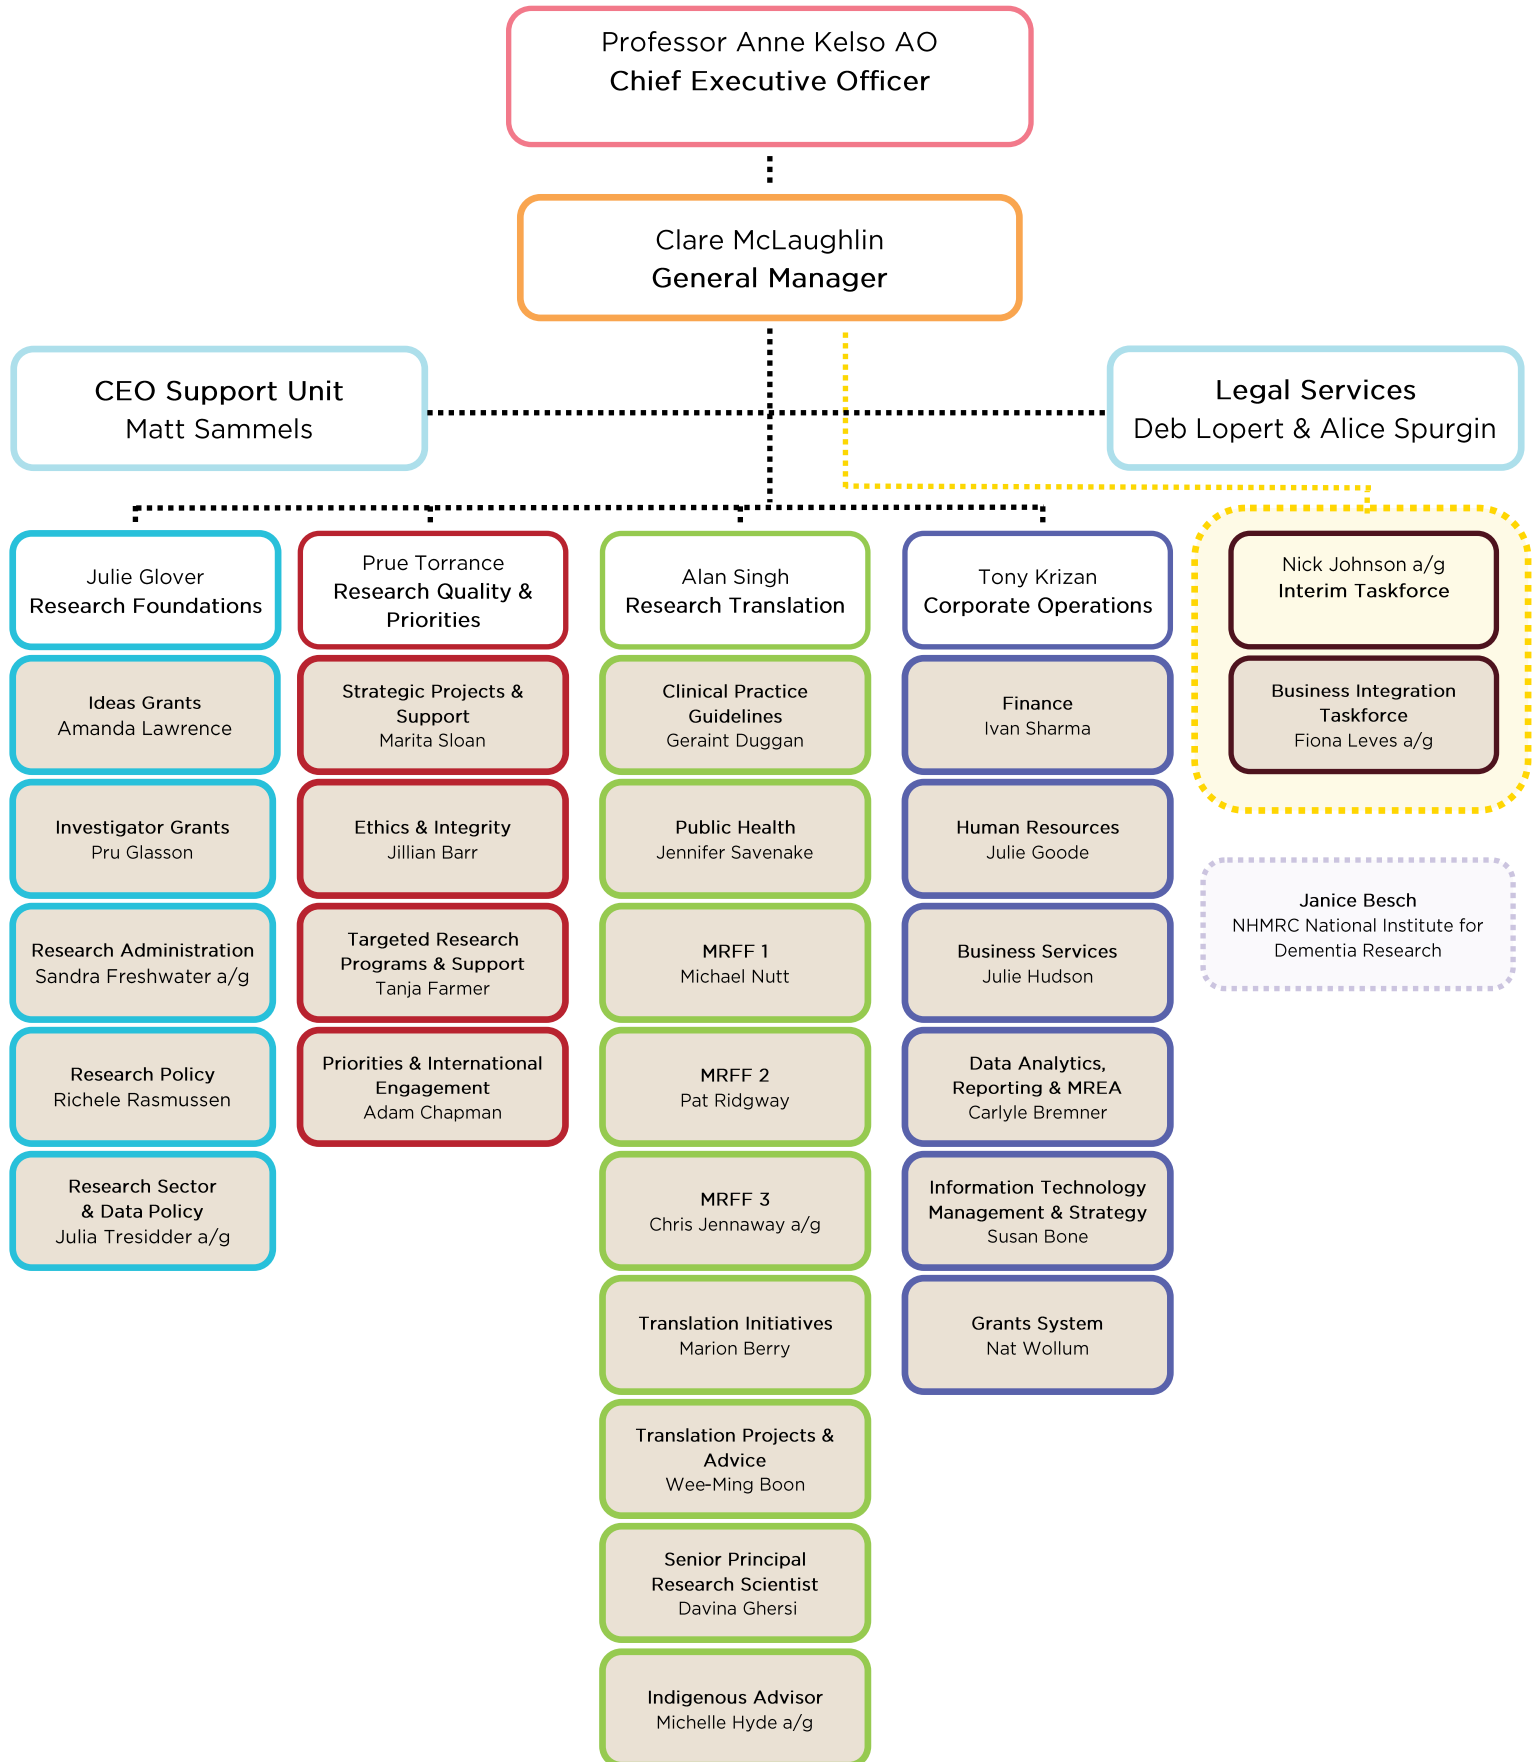 Professor Anne Kelso AO
Chief Executive Officer
Clare McLaughlin
General Manager
CEO Support Unit
Matt Sammels
Legal Services
Deb Lopert & Alice Spurgin
Julie Glover
Research Foundations
Ideas Grants
Amanda Lawrence
Investigator Grants
Pru Glasson
Research Administration
Sandra Freshwater a/g
Research Policy
Richele Rasmussen
Research Sector
& Data Policy
Julia Tresidder a/g
Prue Torrance
Research Quality &
Priorities
Strategic Projects &
Support
Marita Sloan
Ethics & Integrity
Jillian Barr
Targeted Research
Programs & Support
Tanja Farmer
Priorities & International
Engagement
Adam Chapman
Alan Singh
Research Translation
Clinical Practice
Guidelines
Geraint Duggan
Public Health
Jennifer Savenake
MRFF 1
Michael Nutt
MRFF 2
Pat Ridgway
MRFF 3
Chris Jennaway a/g
Translation Initiatives
Marion Berry
Translation Projects &
Advice
Wee-Ming Boon
Senior Principal
Research Scientist
Davina Ghersi
Indigenous Advisor
Michelle Hyde a/g
Tony Krizan
Corporate Operations
Finance
Ivan Sharma
Human Resources
Julie Goode
Business Services
Julie Hudson
Data Analytics,
Reporting & MREA
Carlyle Bremner
Information Technology
Management & Strategy
Susan Bone
Grants System
Nat Wollum
Nick Johnson a/g
Interim Taskforce
Business Integration
Taskforce
Fiona Leves a/g
Janice Besch
NHMRC National Institute for
Dementia Research